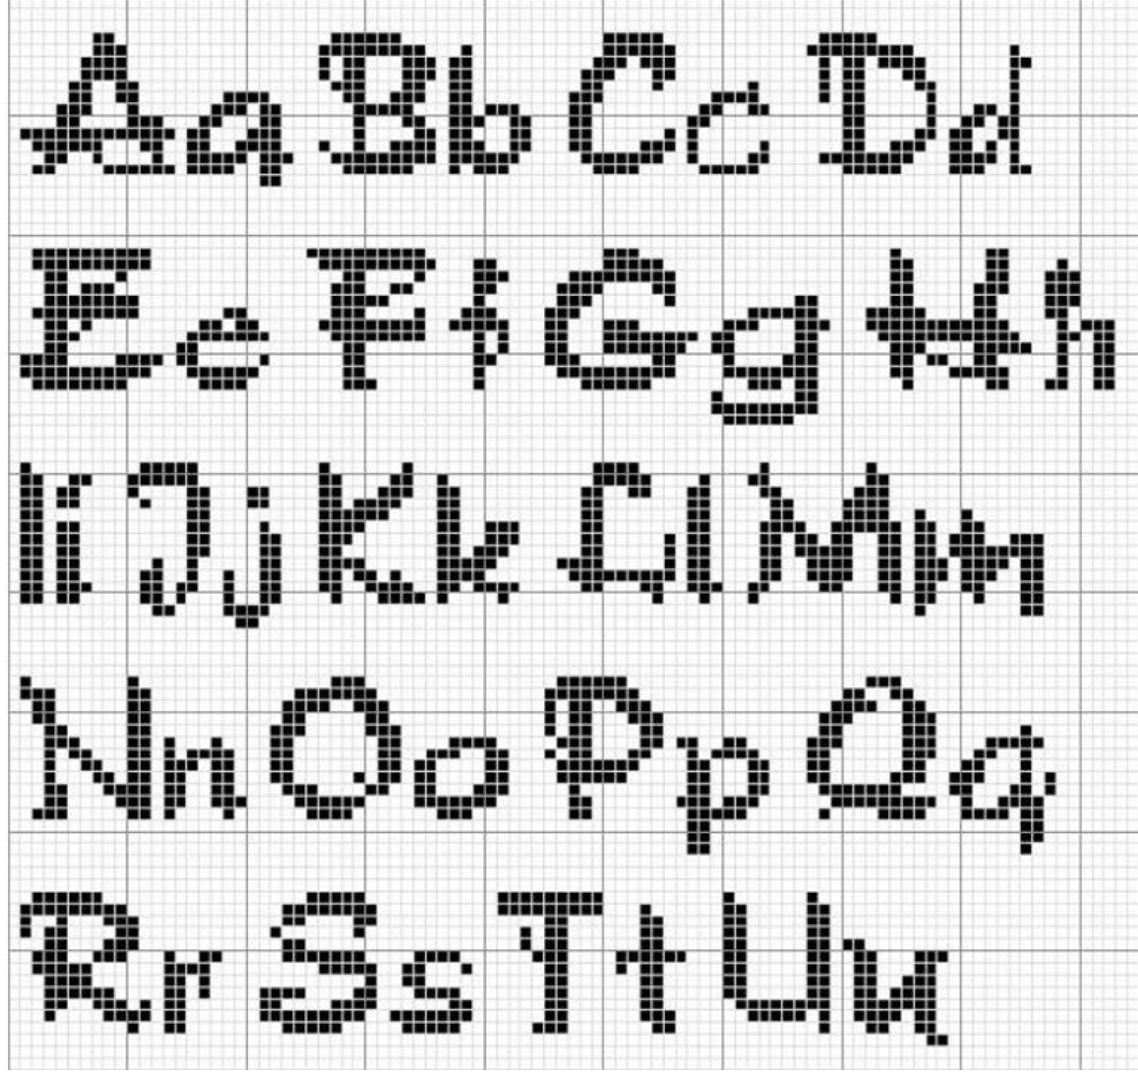 Aa Bb Cc Dd
Ee Ff Gg Hh
Ii Jj Kk Ll Mm
Nn Oo Pp Qq
Rr Ss Tt Uu